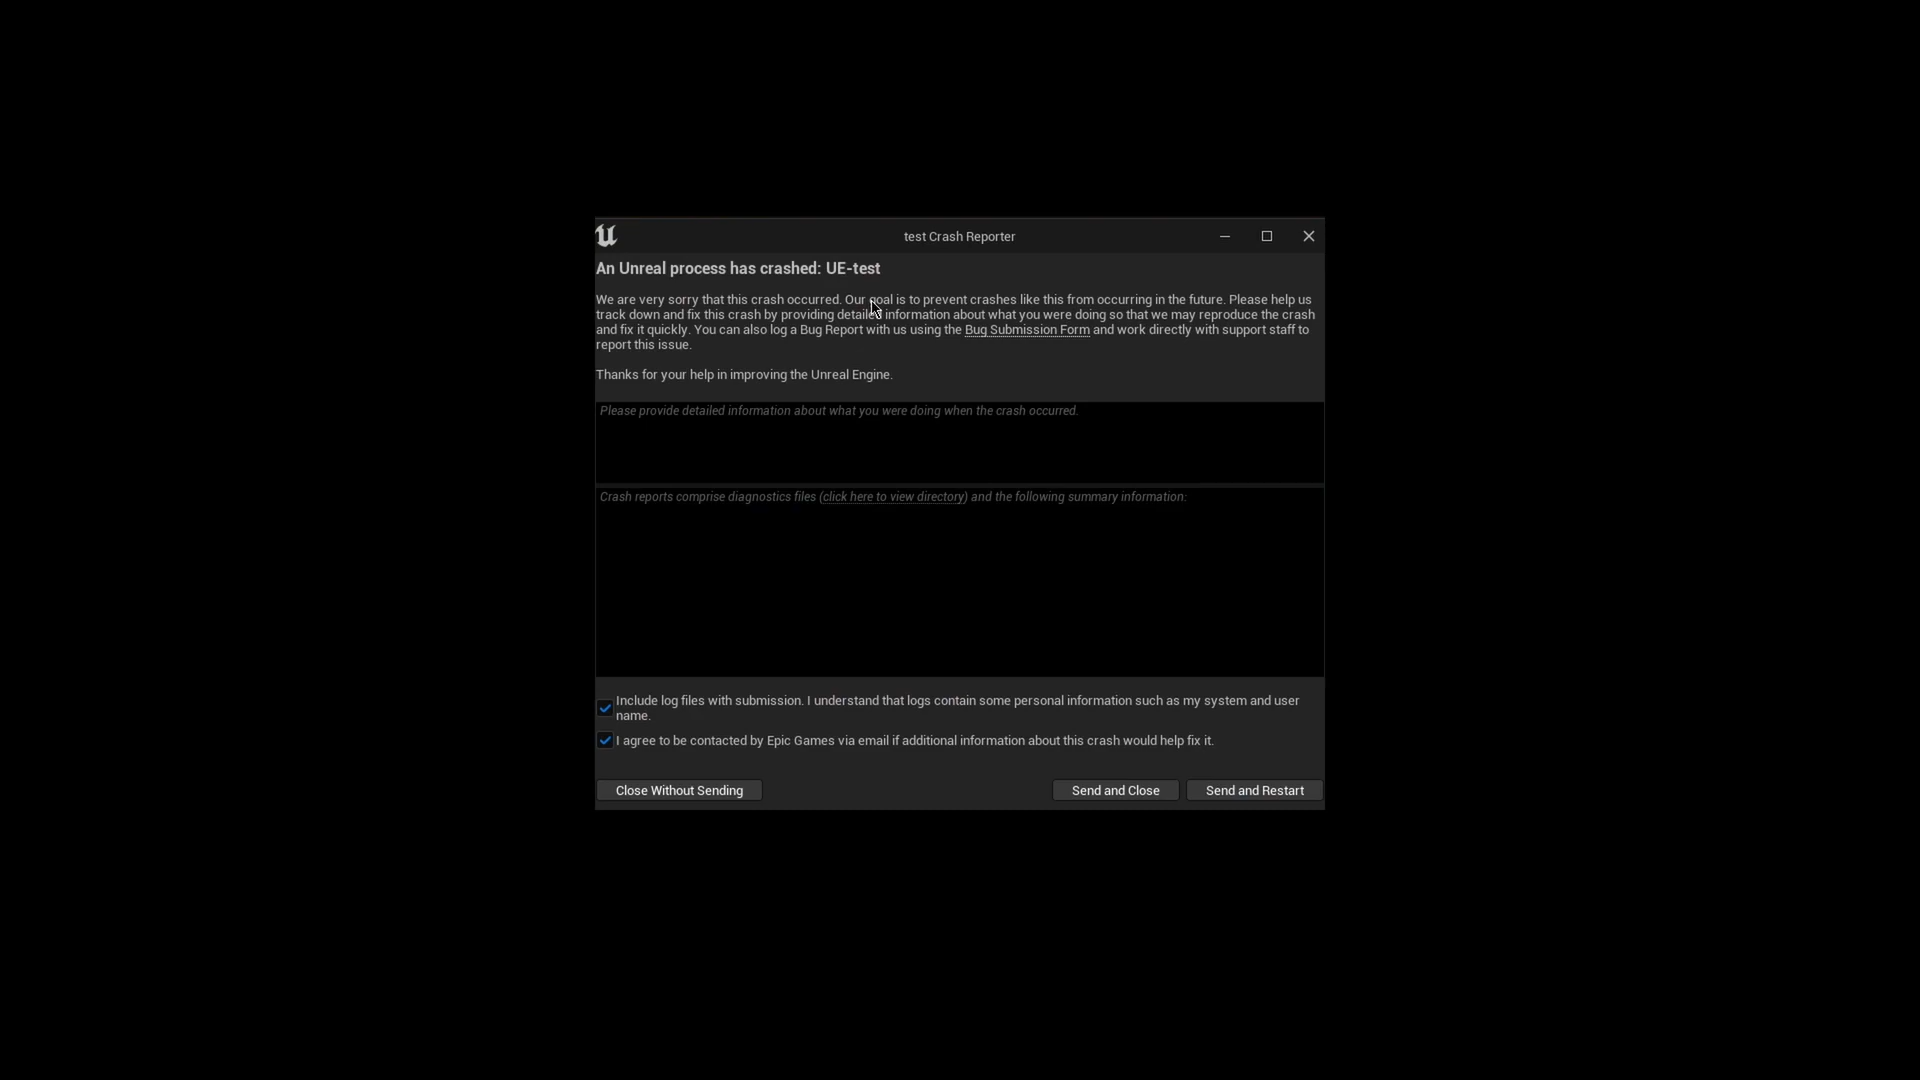 test Crash Reporter
An Unreal process has crashed: UE-test
We are very sorry that this crash occurred. Our goal is to prevent crashes like this from occurring in the future. Please help us
track down and fix this crash by providing detailed information about what you were doing so that we may reproduce the crash
and fix it quickly. You can also log a Bug Report with us using the Bug Submission Form and work directly with support staff to
report this issue.
Thanks for your help in improving the Unreal Engine.
Please provide detailed information about what you were doing when the crash occurred.
Crash reports comprise diagnostics files (click here to view directory) and the following summary information:
Include log files with submission. I understand that logs contain some personal information such as my system and user
name.
I agree to be contacted by Epic Games via email if additional information about this crash would help fix it.
Close Without Sending
Send and Close
Send and Restart